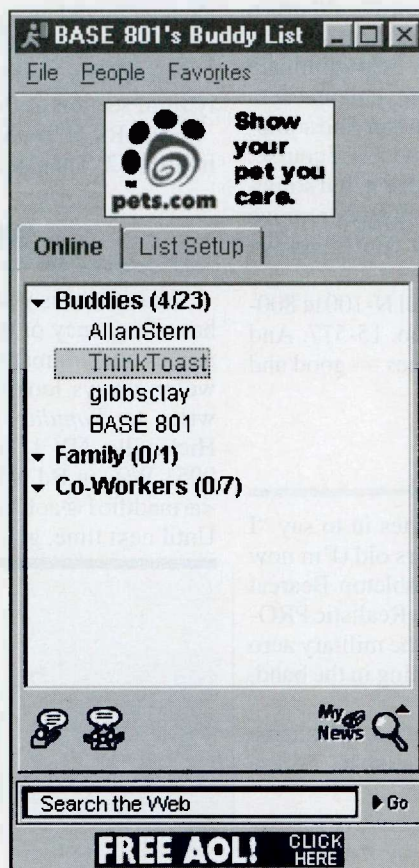 BASE 801's Buddy List
File People Favorites
Show
your
pet you
care.
pets.com
Online List Setup
Buddies (4/23)
AllanStern
ThinkToast
gibbsclay
BASE 801
Family (0/1)
Co-Workers (0/7)
My
News
Search the Web Go
FREE AOL! CLICK
HERE